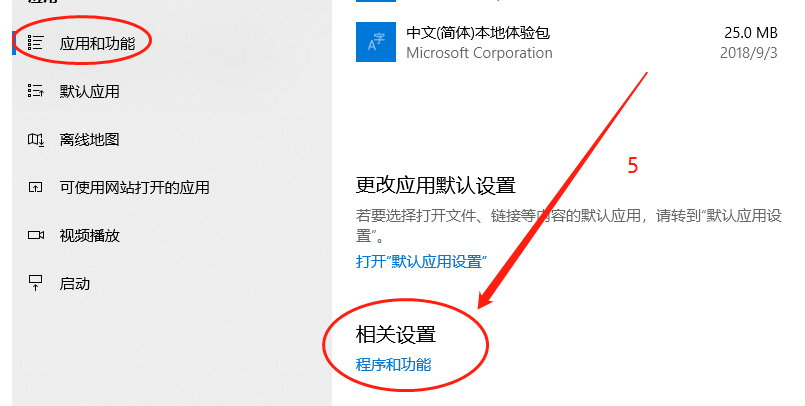 应用和功能
默认应用
离线地图
可使用网站打开的应用
视频播放
启动
中文(简体)本地体验包
25.0 MB
Microsoft Corporation
2018/9/3
5
更改应用默认设置
若要选择打开文件、链接等内容的默认应用，请转到"默认应用设
置"。
打开"默认应用设置"
相关设置
程序和功能